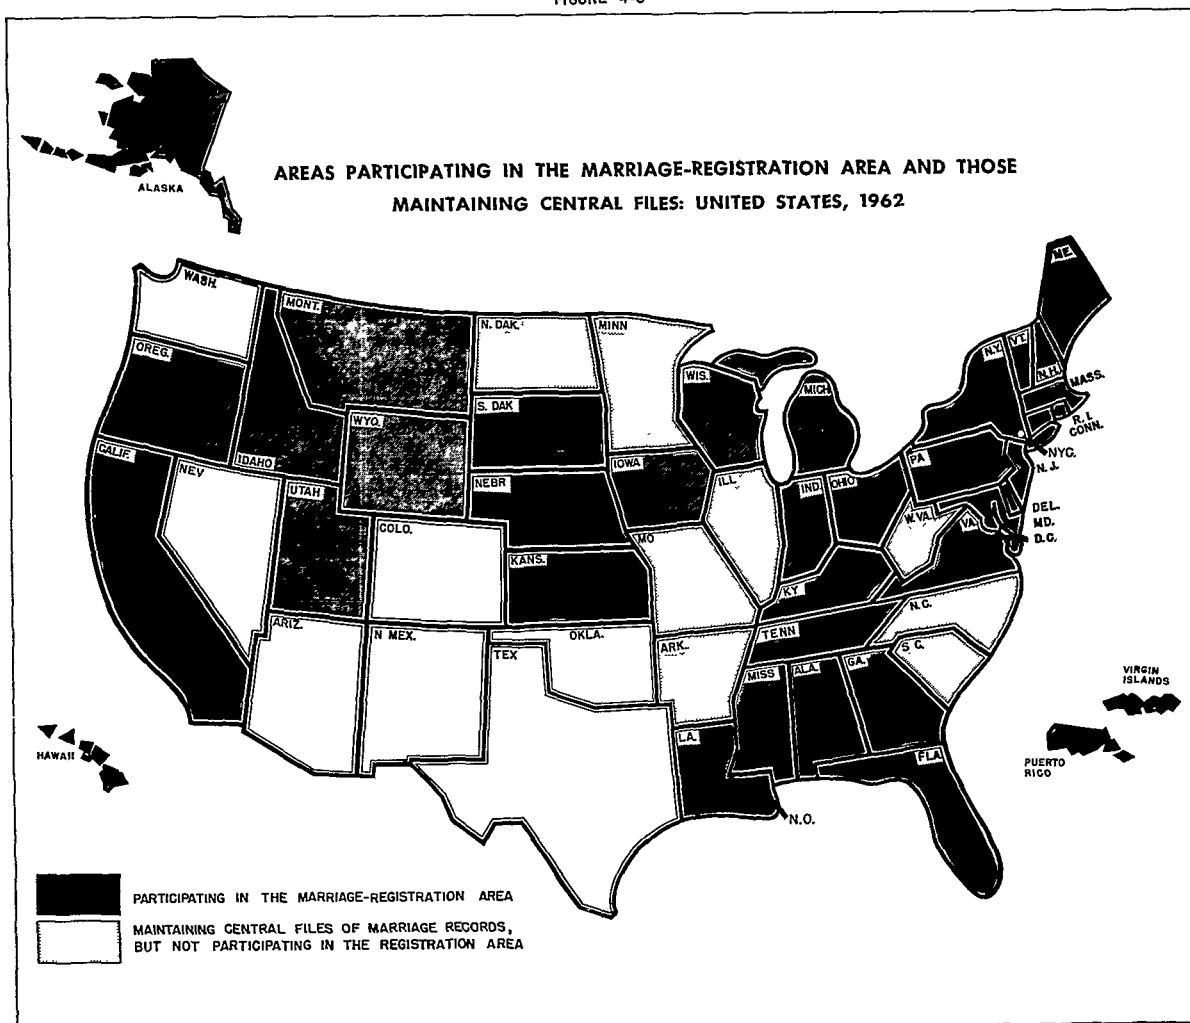 AREAS PARTICIPATING IN THE MARRIAGE-REGISTRATION AREA AND THOSE
MAINTAINING CENTRAL FILES: UNITED STATES, 1962
ALASKA
WASH.
MONT.
N. DAK.
MINN
ME.
OREG.
IDAHO
WYO.
S. DAK
WIS.
MICH.
N.Y.
VT.
N.H.
MASS.
R. I.
CONN.
NYC.
N. J.
CALIF.
NEV
UTAH
COLO.
NEBR
IOWA
ILL
IND.
OHIO
PA
W.VA.
VA.
DEL.
MD.
D.C.
KANS.
MO
KY
ARIZ.
N MEX.
OKLA.
TEX
ARK.
TENN
N.C.
S C.
MISS
ALA.
GA.
LA.
FLA.
N.O.
HAWAII
VIRGIN
ISLANDS
PUERTO
RICO
PARTICIPATING IN THE MARRIAGE-REGISTRATION AREA
MAINTAINING CENTRAL FILES OF MARRIAGE RECORDS,
BUT NOT PARTICIPATING IN THE REGISTRATION AREA